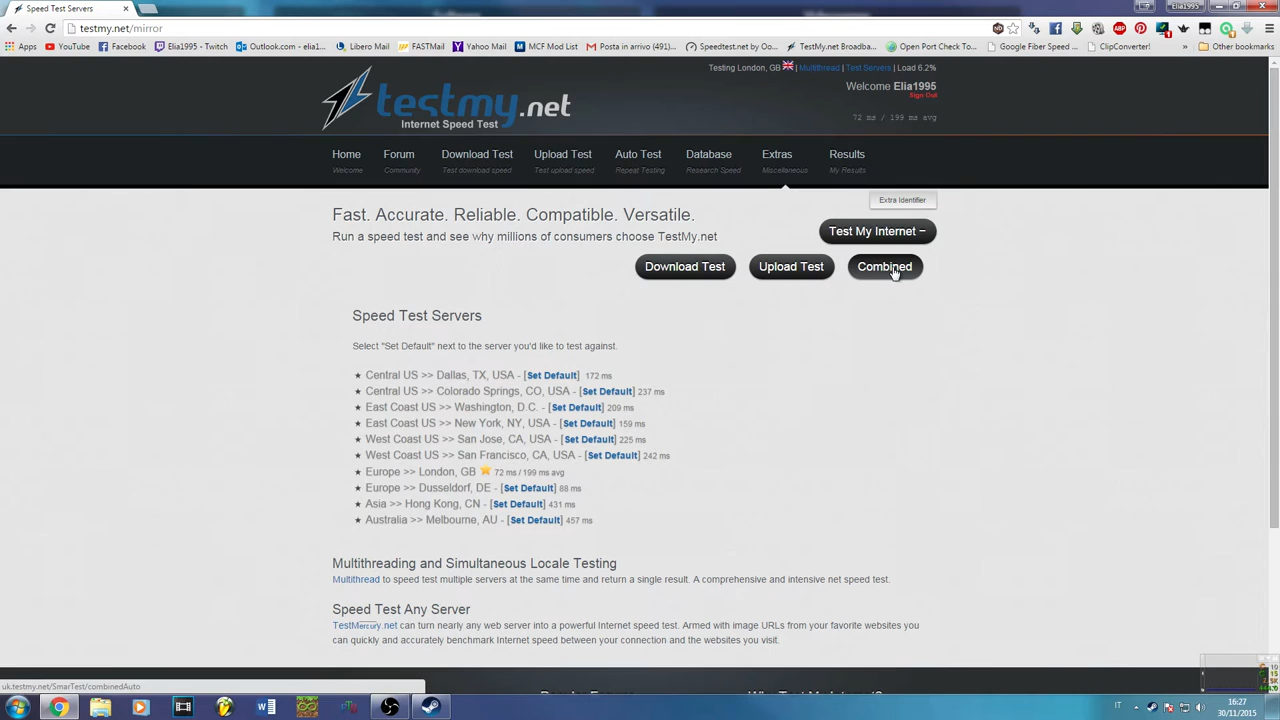 Speed Test Servers
Elia1995
testmy.net/mirror
Apps YouTube Facebook Elia1995 - Twitch Outlook.com - elia1... Libero Mail FASTMail Yahoo Mail MCF Mod List Posta in arrivo (491)... Speedtest.net by Oo... TestMy.net Broadba... Open Port Check To... Google Fiber Speed ... ClipConverter! » Other bookmarks
Testing London, GB | Multithread | Test Servers | Load 6.2%
Welcome Elia1995
Sign Out
testmy.net
Internet Speed Test
72 ms / 199 ms avg
Home Forum Download Test Upload Test Auto Test Database Extras Results
Welcome Community Test download speed Test upload speed Repeat Testing Research Speed Miscellaneous My Results
Extra Identifier
Fast. Accurate. Reliable. Compatible. Versatile.
Test My Internet −
Run a speed test and see why millions of consumers choose TestMy.net
Download Test Upload Test Combined
Speed Test Servers
Select "Set Default" next to the server you'd like to test against.
★ Central US >> Dallas, TX, USA - [Set Default] 172 ms
★ Central US >> Colorado Springs, CO, USA - [Set Default] 237 ms
★ East Coast US >> Washington, D.C. - [Set Default] 209 ms
★ East Coast US >> New York, NY, USA - [Set Default] 159 ms
★ West Coast US >> San Jose, CA, USA - [Set Default] 225 ms
★ West Coast US >> San Francisco, CA, USA - [Set Default] 242 ms
★ Europe >> London, GB 72 ms / 199 ms avg
★ Europe >> Dusseldorf, DE - [Set Default] 88 ms
★ Asia >> Hong Kong, CN - [Set Default] 431 ms
★ Australia >> Melbourne, AU - [Set Default] 457 ms
Multithreading and Simultaneous Locale Testing
Multithread to speed test multiple servers at the same time and return a single result. A comprehensive and intensive net speed test.
Speed Test Any Server
TestMercury.net can turn nearly any web server into a powerful Internet speed test. Armed with image URLs from your favorite websites you
can quickly and accurately benchmark Internet speed between your connection and the websites you visit.
uk.testmy.net/SmarTest/combinedAuto
IT
16:27
30/11/2015